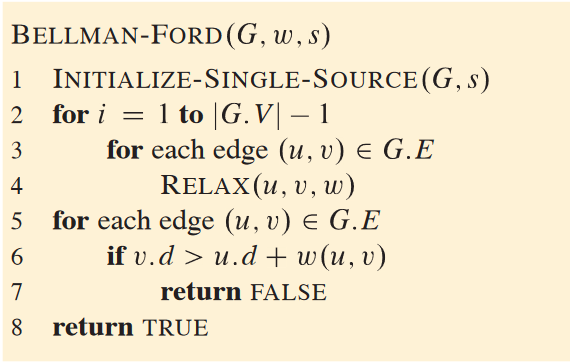 BELLMAN-FORD(G, w, s)
1 INITIALIZE-SINGLE-SOURCE(G, s)
2 for i = 1 to |G.V| – 1
3 for each edge (u, v) ∈ G.E
4 RELAX(u, v, w)
5 for each edge (u, v) ∈ G.E
6 if v.d > u.d + w(u, v)
7 return FALSE
8 return TRUE